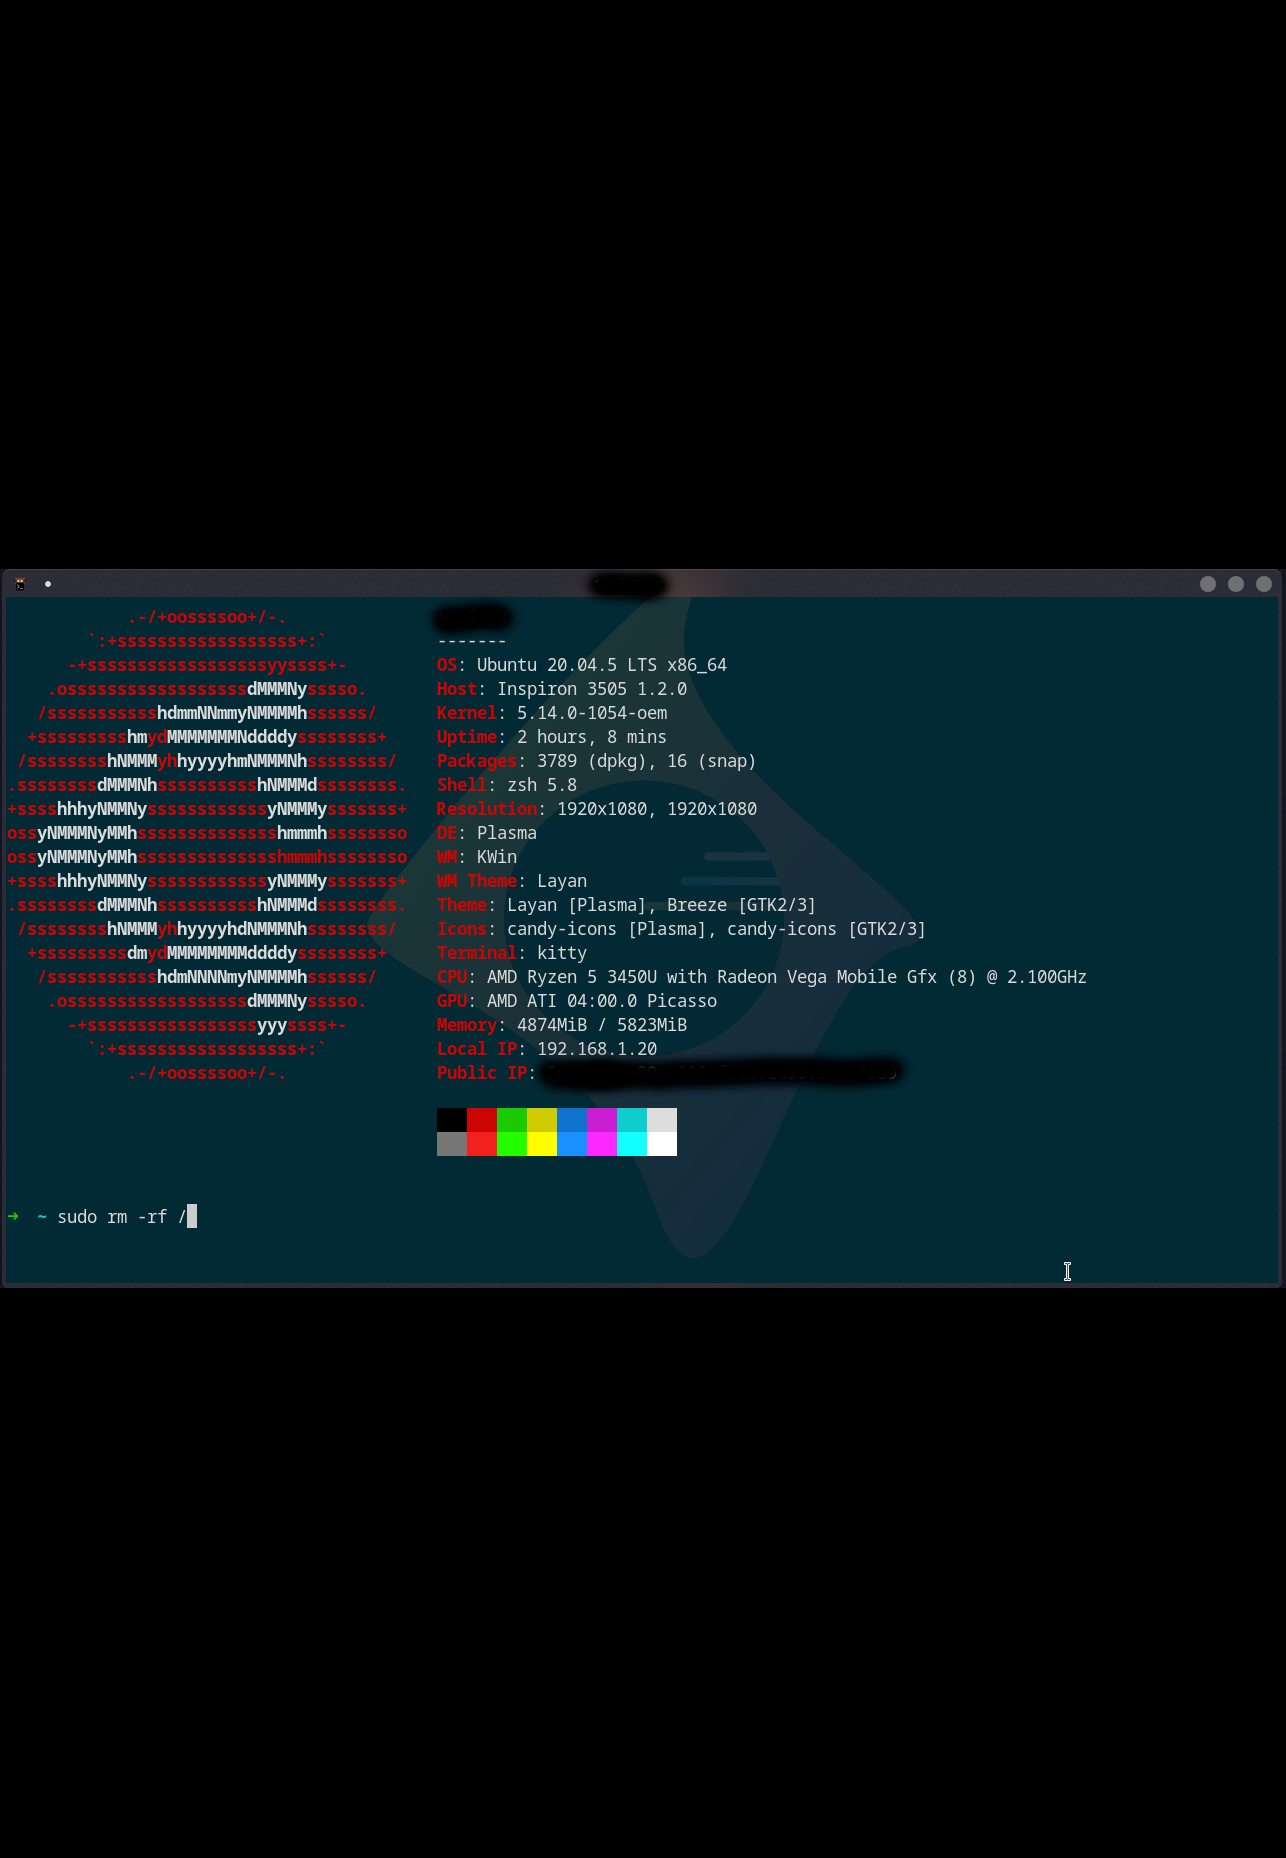 .-/+oossssoo+/-.
`:+ssssssssssssssssss+:`
-------
-+ssssssssssssssssssyyssss+- OS: Ubuntu 20.04.5 LTS x86_64
.ossssssssssssssssssdMMMNysssso. Host: Inspiron 3505 1.2.0
/ssssssssssshdmmNNmmyNMMMMhssssss/ Kernel: 5.14.0-1054-oem
+ssssssssshmydMMMMMMMNddddyssssssss+ Uptime: 2 hours, 8 mins
/sssssssshNMMMyhhyyyyhmNMMMNhssssssss/ Packages: 3789 (dpkg), 16 (snap)
.ssssssssdMMMNhsssssssssshNMMMdssssssss. Shell: zsh 5.8
+sssshhhyNMMNyssssssssssssyNMMMysssssss+ Resolution: 1920x1080, 1920x1080
ossyNMMMNyMMhsssssssssssssshmmmhssssssso DE: Plasma
ossyNMMMNyMMhsssssssssssssshmmmhssssssso WM: KWin
+sssshhhyNMMNyssssssssssssyNMMMysssssss+ WM Theme: Layan
.ssssssssdMMMNhsssssssssshNMMMdssssssss. Theme: Layan [Plasma], Breeze [GTK2/3]
/sssssssshNMMMyhhyyyyhdNMMMNhssssssss/ Icons: candy-icons [Plasma], candy-icons [GTK2/3]
+sssssssssdmydMMMMMMMMddddyssssssss+ Terminal: kitty
/ssssssssssshdmNNNNmyNMMMMhssssss/ CPU: AMD Ryzen 5 3450U with Radeon Vega Mobile Gfx (8) @ 2.100GHz
.ossssssssssssssssssdMMMNysssso. GPU: AMD ATI 04:00.0 Picasso
-+sssssssssssssssssyyyssss+- Memory: 4874MiB / 5823MiB
`:+ssssssssssssssssss+:` Local IP: 192.168.1.20
.-/+oossssoo+/-. Public IP:
➜ ~ sudo rm -rf /